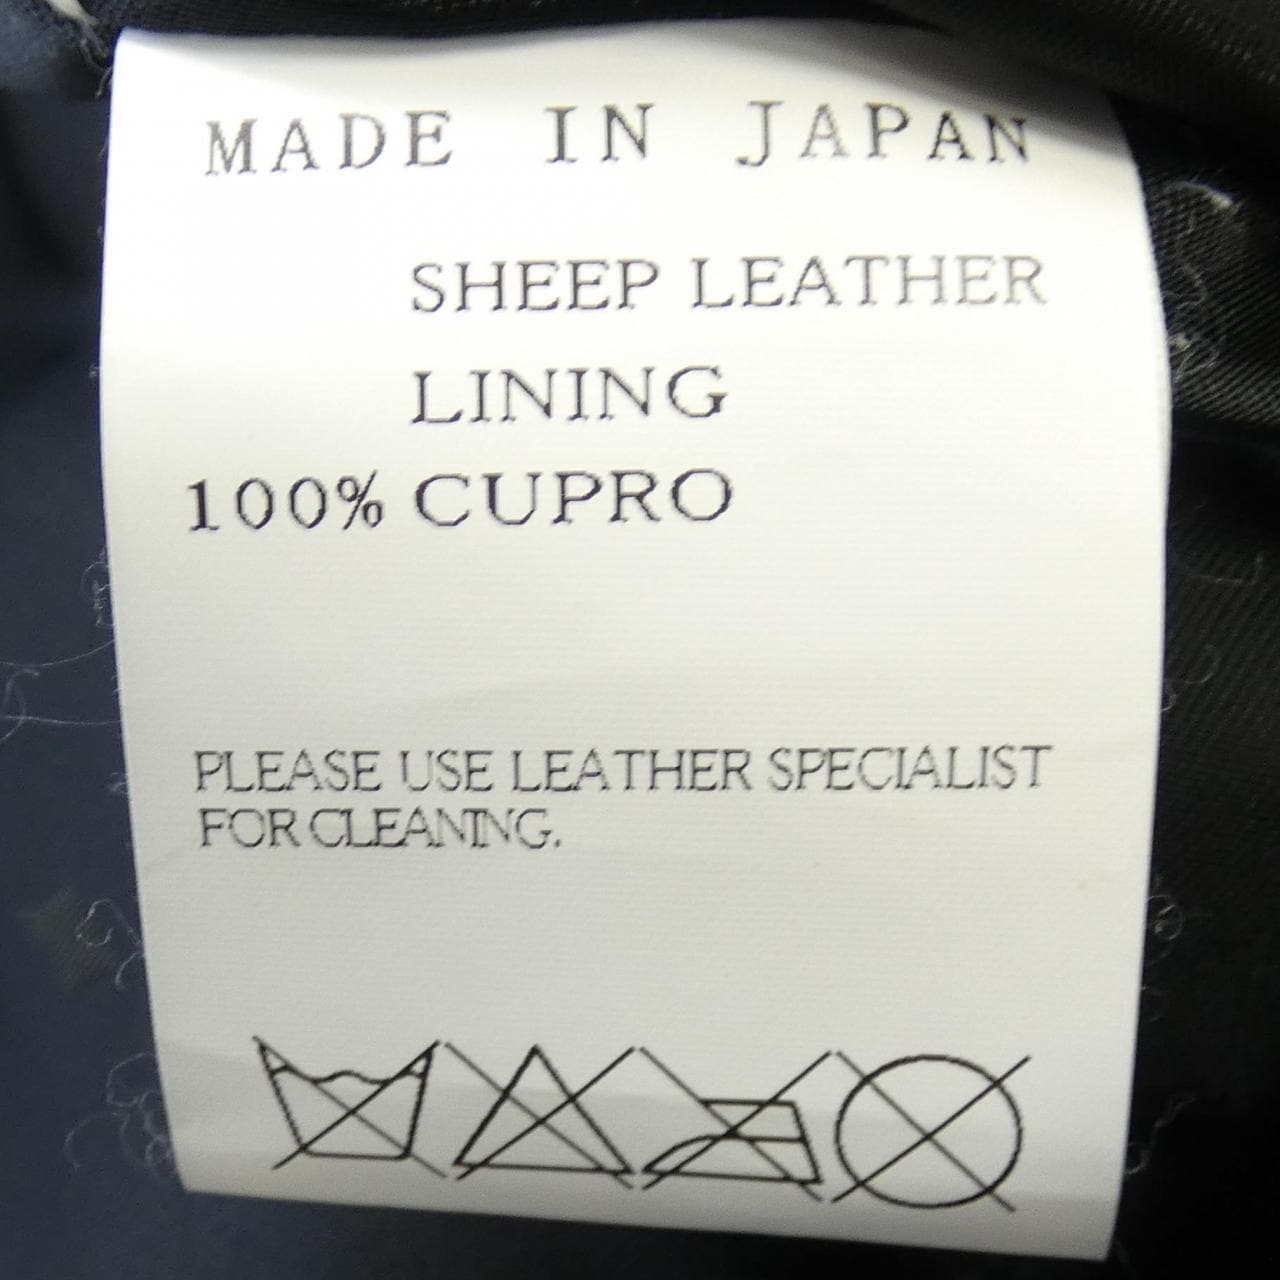 MADE IN JAPAN
SHEEP LEATHER
LINING
100% CUPRO
PLEASE USE LEATHER SPECIALIST
FOR CLEANING.